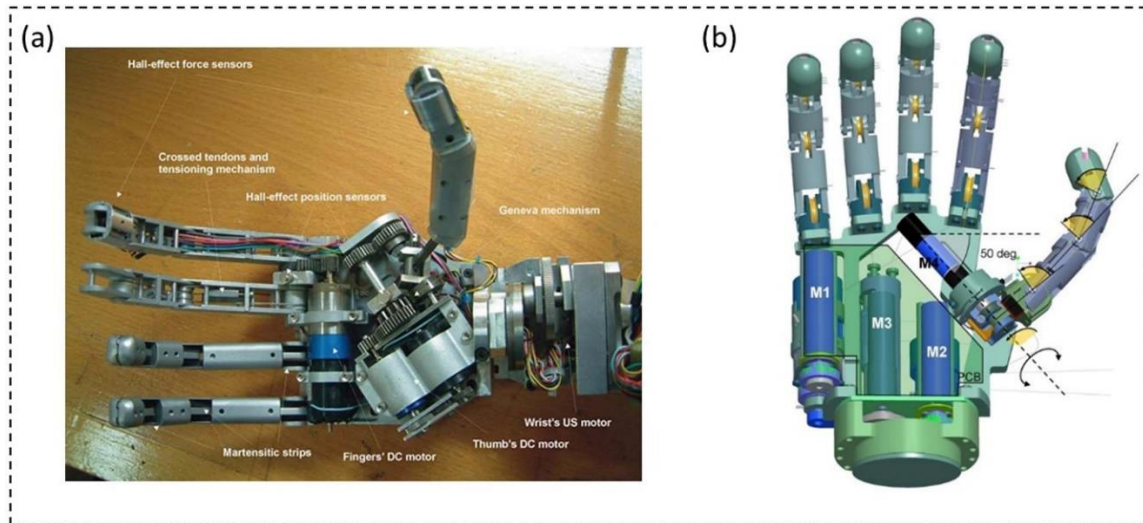 (a)
Hall-effect force sensors
Crossed tendons and
tensioning mechanism
Hall-effect position sensors
Geneva mechanism
Wrist's US motor
Thumb's DC motor
Fingers' DC motor
Martensitic strips
(b)
50 deg.
M4
M1
M3
M2
PCB